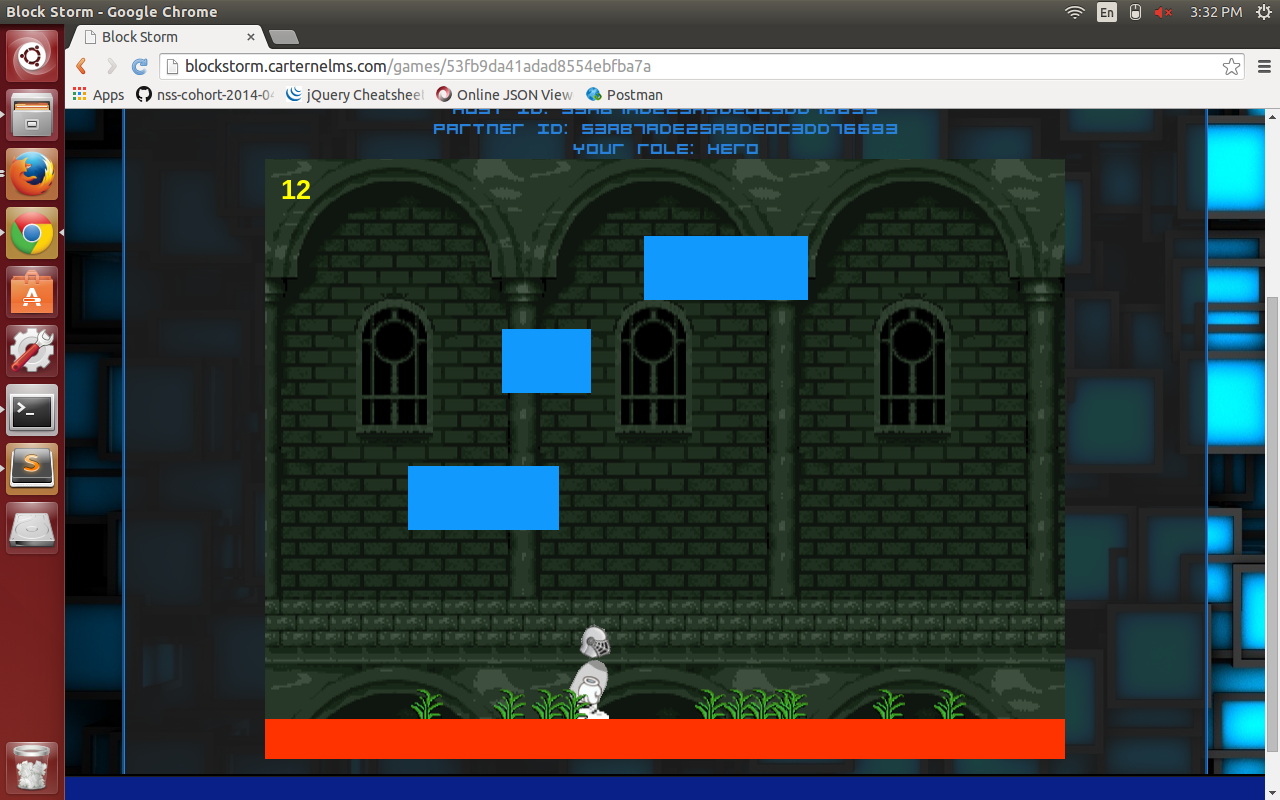 Block Storm - Google Chrome
En
3:32 PM
Block Storm
blockstorm.carternelms.com/games/53fb9da41adad8554ebfba7a
Apps
nss-cohort-2014-0
jQuery Cheatsheet
Online JSON View
Postman
PARTNER ID: 53AB7ADE25A9DE0C3DD76693
YOUR ROLE: HERO
12